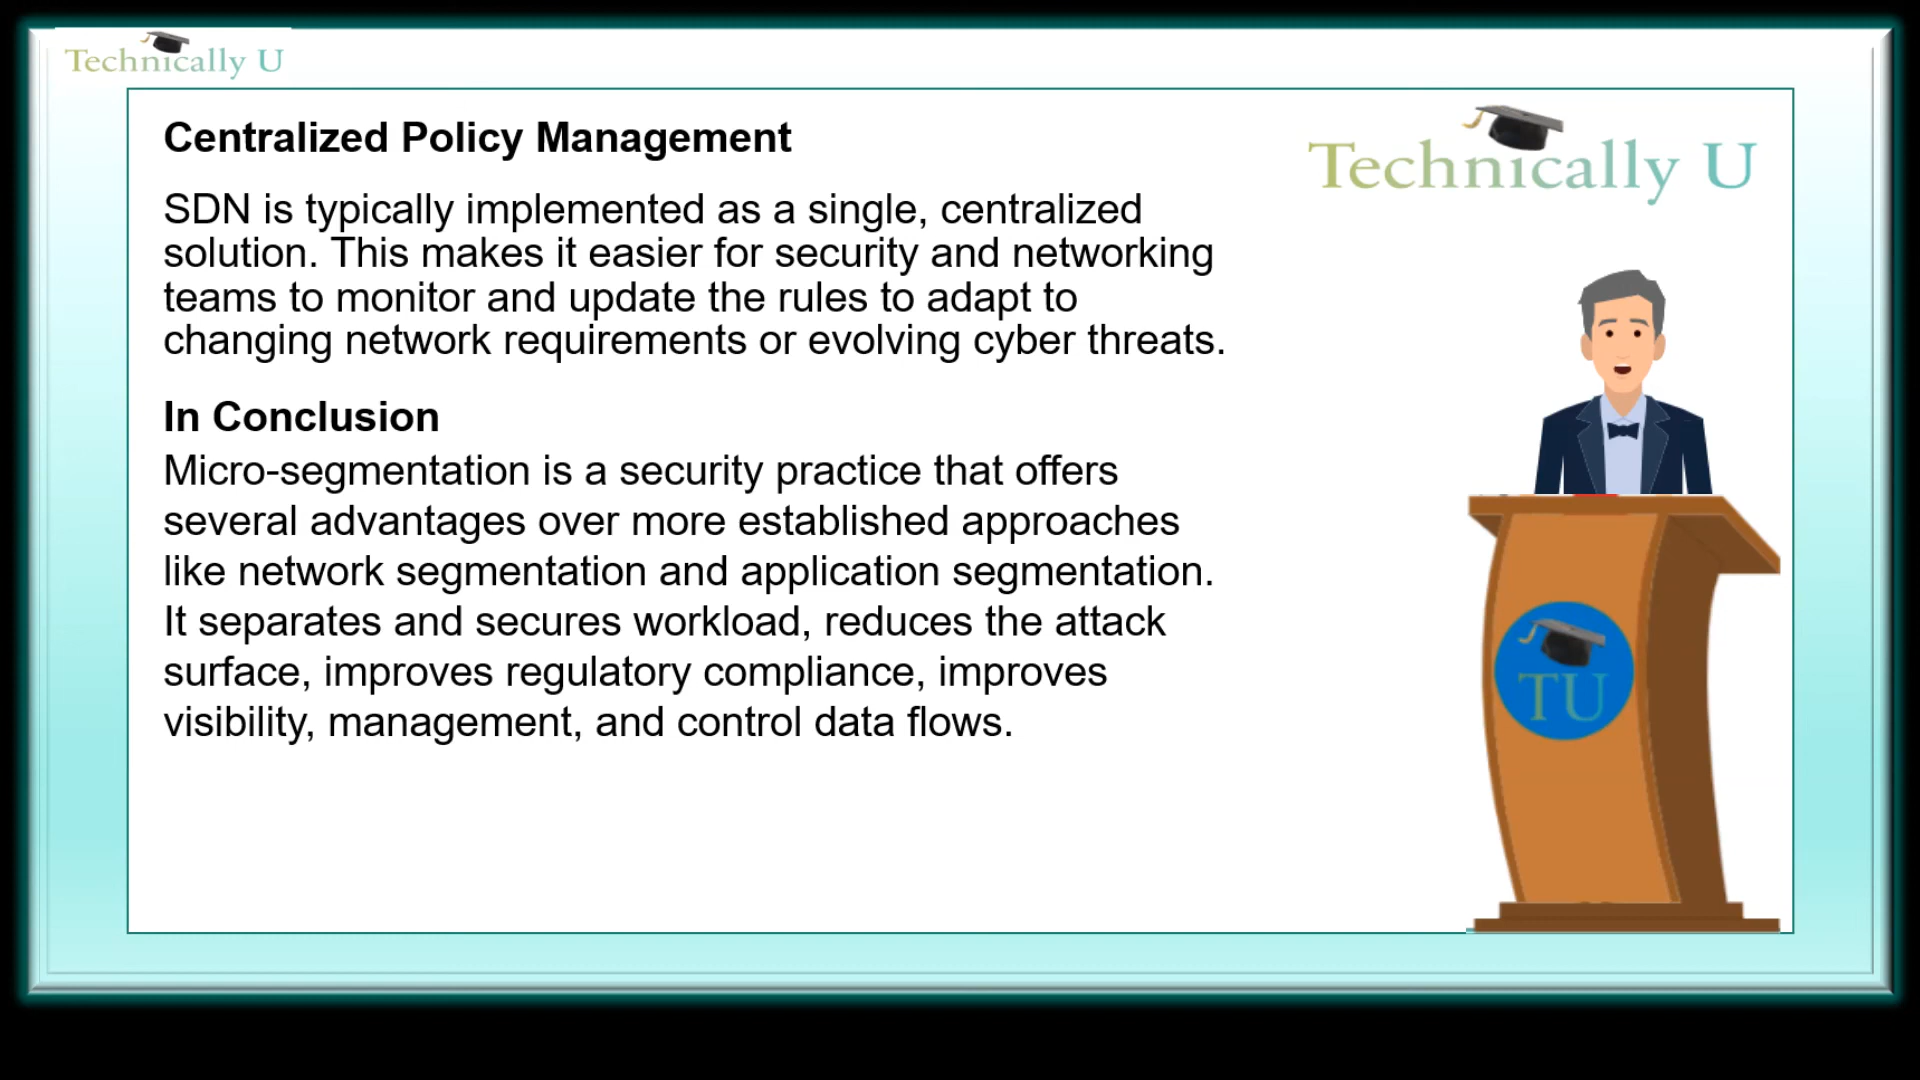 Technically U
Technically U
Centralized Policy Management
SDN is typically implemented as a single, centralized
solution. This makes it easier for security and networking
teams to monitor and update the rules to adapt to
changing network requirements or evolving cyber threats.
In Conclusion
Micro-segmentation is a security practice that offers
several advantages over more established approaches
like network segmentation and application segmentation.
It separates and secures workload, reduces the attack
surface, improves regulatory compliance, improves
visibility, management, and control data flows.
TU